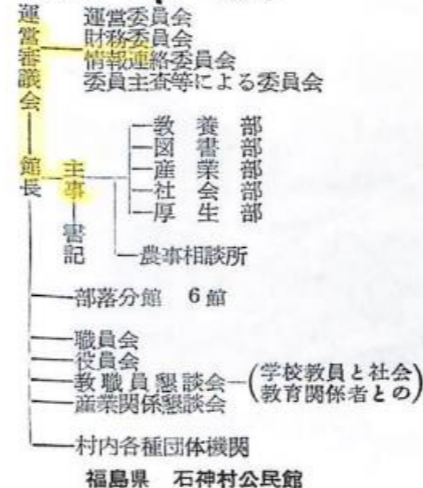 運営審議会
運営委員会
財務委員会
情報連絡委員会
委員主査等による委員会
館長
主事
書記
教養部
図書部
産業部
社会部
厚生部
農事相談所
部落分館 6館
職員会
役員会
教職員懇談会(学校教員と社会教育関係者との)
産業関係懇談会
村内各種団体機関
福島県 石神村公民館